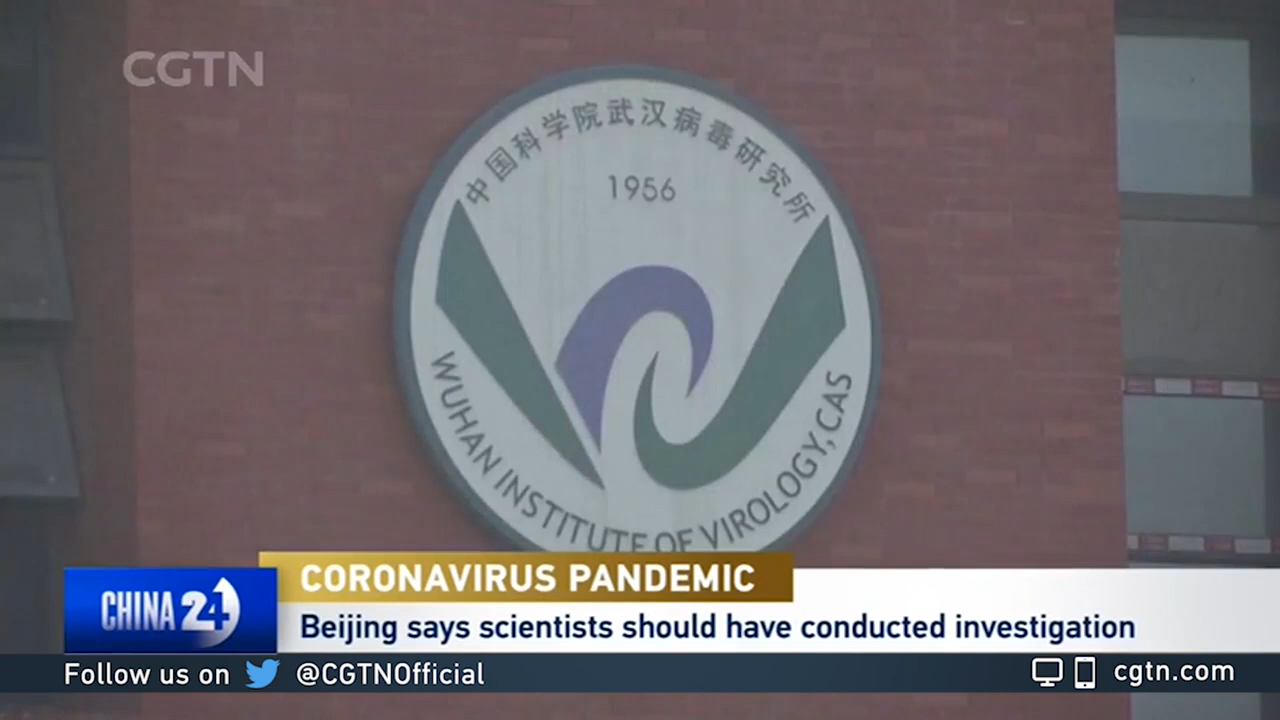 CGTN
中国科学院武汉病毒研究所
1956
WUHAN INSTITUTE OF VIROLOGY, CAS
CORONAVIRUS PANDEMIC
CHINA 24
Beijing says scientists should have conducted investigation
Follow us on @CGTNOfficial
cgtn.com